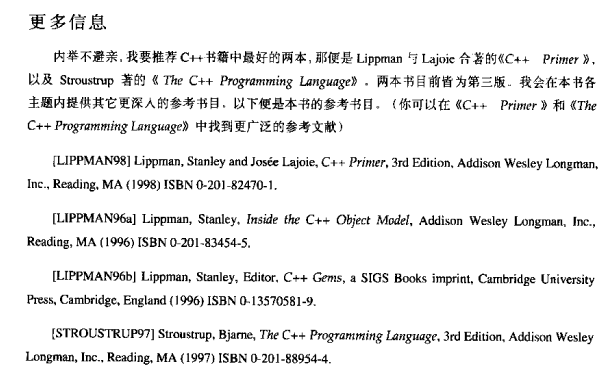 更多信息
内举不避亲,我要推荐 C++书籍中最好的两本,那便是 Lippman 与 Lajoie 合著的《C++ Primer》,
以及 Stroustrup 著的《The C++ Programming Language》。两本书目前皆为第三版。我会在本书各
主题内提供其它更深入的参考书目。以下便是本书的参考书目。(你可以在《C++ Primer》和《The
C++ Programming Language》中找到更广泛的参考文献)
[LIPPMAN98] Lippman, Stanley and Josée Lajoie, C++ Primer, 3rd Edition, Addison Wesley Longman,
Inc., Reading, MA (1998) ISBN 0-201-82470-1.
[LIPPMAN96a] Lippman, Stanley, Inside the C++ Object Model, Addison Wesley Longman, Inc.,
Reading, MA (1996) ISBN 0-201-83454-5.
[LIPPMAN96b] Lippman, Stanley, Editor, C++ Gems, a SIGS Books imprint, Cambridge University
Press, Cambridge, England (1996) ISBN 0-13570581-9.
[STROUSTRUP97] Stroustrup, Bjarne, The C++ Programming Language, 3rd Edition, Addison Wesley
Longman, Inc., Reading, MA (1997) ISBN 0-201-88954-4.